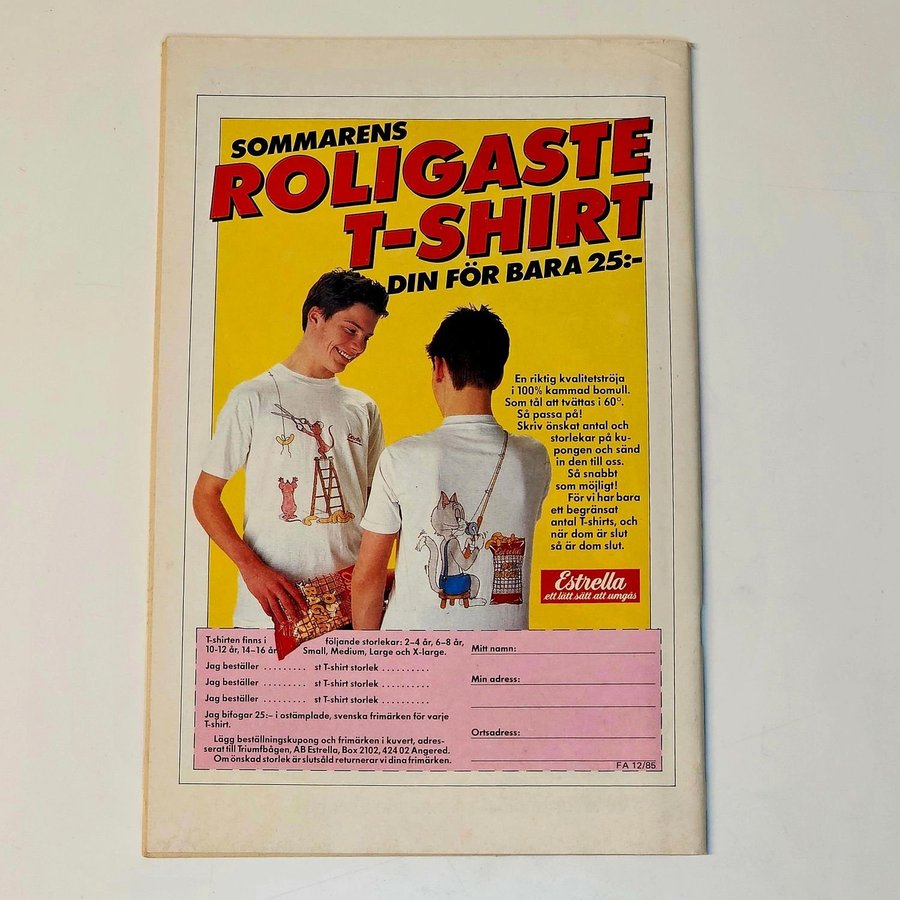 SOMMARENS
ROLIGASTE
T-SHIRT
DIN FÖR BARA 25:-
En riktig kvalitetströja
i 100% kammad bomull.
Som tål att tvättas i 60°.
Så passa på!
Skriv önskat antal och
storlekar på ku-
pongen och sänd
in den till oss.
Så snabbt
som möjligt!
För vi har bara
ett begränsat
antal T-shirts, och
när dom är slut
så är dom slut.
Estrella
ett lätt sätt att umgås
T-shirten finns i följande storlekar: 2–4 år, 6–8 år,
10–12 år, 14–16 år, Small, Medium, Large och X-large.
Jag beställer ......... st T-shirt storlek ..........
Jag beställer ......... st T-shirt storlek ..........
Jag beställer ......... st T-shirt storlek ..........
Jag bifogar 25:– i ostämplade, svenska frimärken för varje
T-shirt.
Lägg beställningskupong och frimärken i kuvert, adres-
serat till Triumfbågen, AB Estrella, Box 2102, 424 02 Angered.
Om önskad storlek är slutsåld returnerar vi dina frimärken.
Mitt namn:
Min adress:
Ortsadress:
FA 12/85